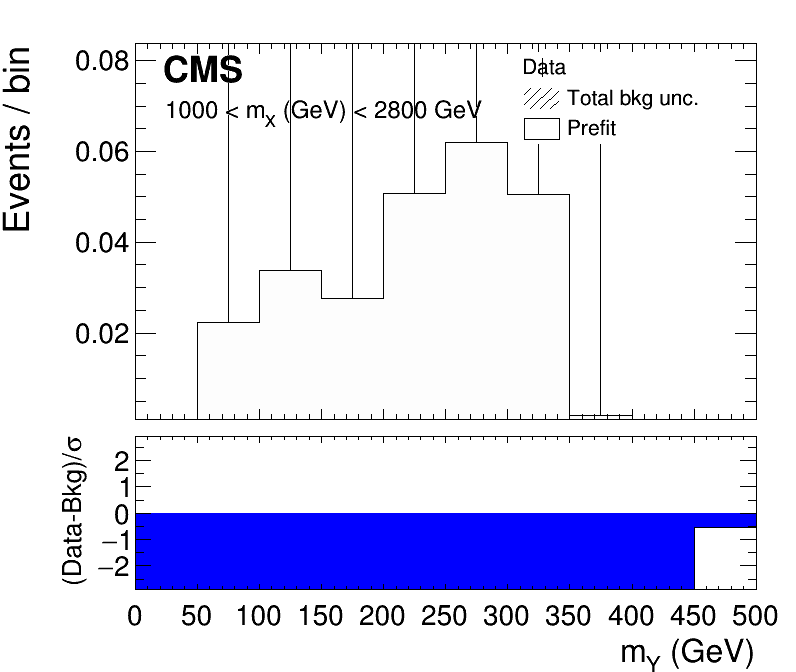 Events / bin
0.08
0.06
0.04
0.02
CMS
1000 < mX (GeV) < 2800 GeV
Data
Total bkg unc.
Prefit
(Data-Bkg)/σ
2
1
0
−1
−2
0 50 100 150 200 250 300 350 400 450 500
mY (GeV)